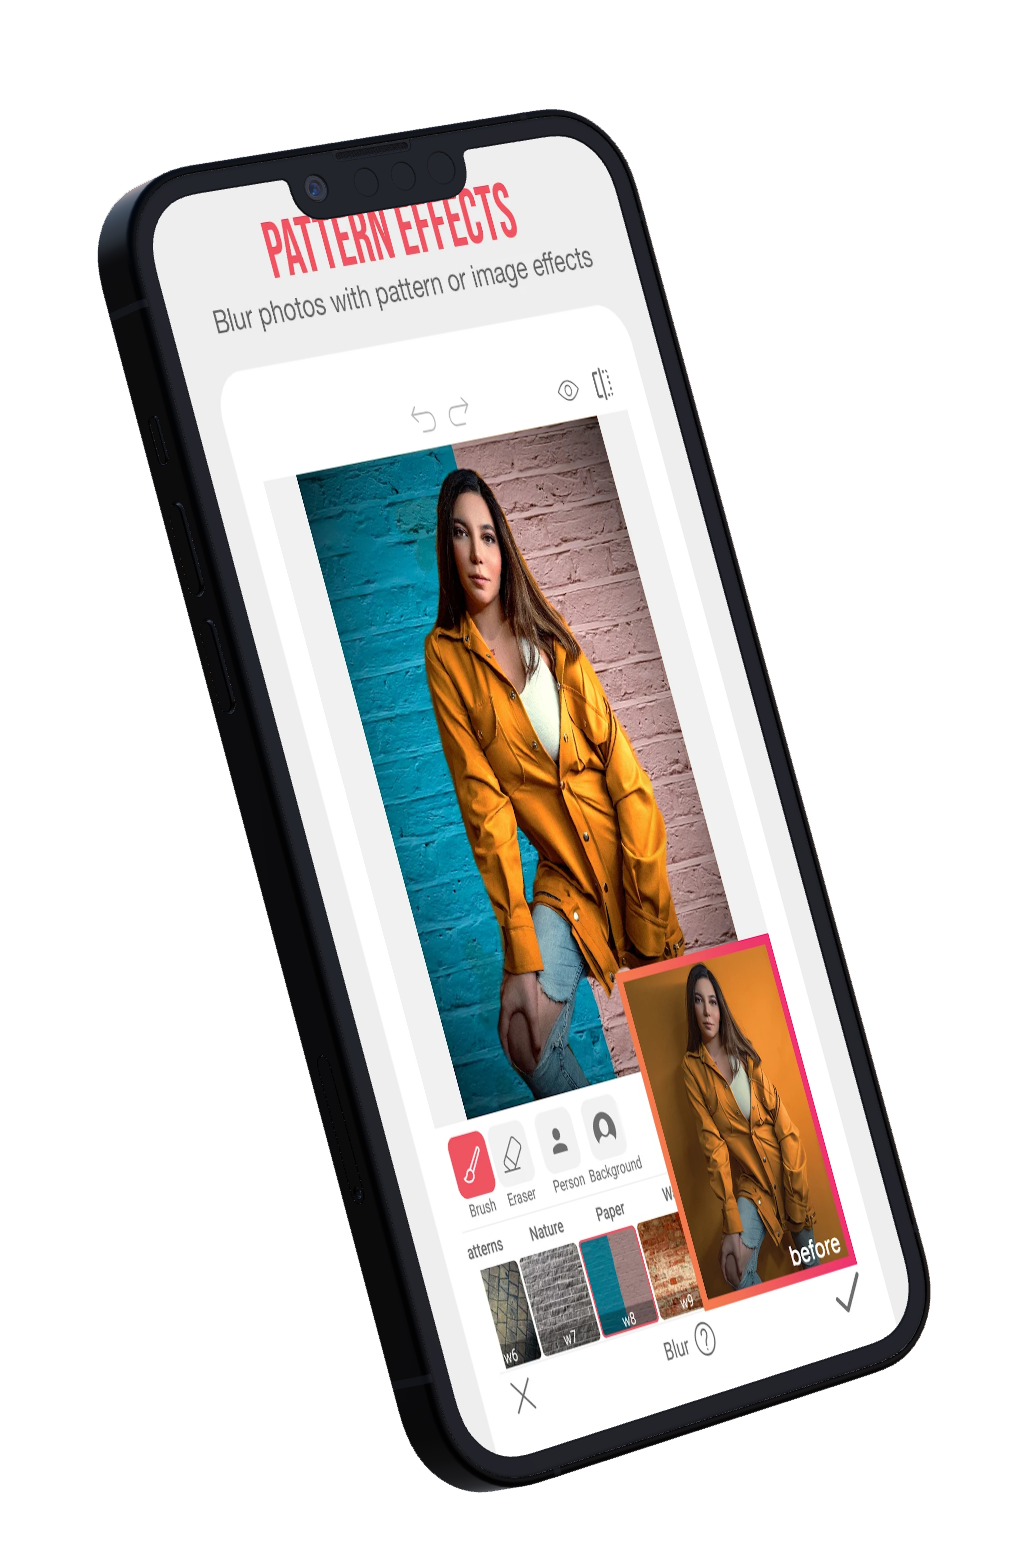 PATTERN EFFECTS
Blur photos with pattern or image effects
Brush Eraser Person Background
atterns Nature Paper
w6 w7 w8 w9
before
Blur ?